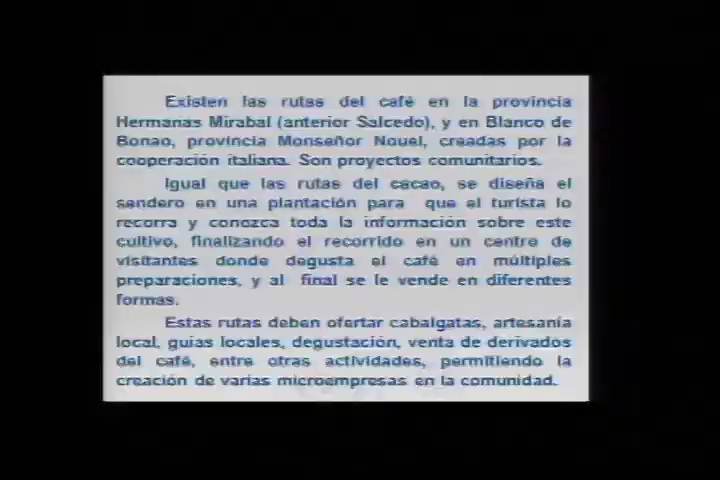 Existen las rutas del café en la provincia
Hermanas Mirabal (anterior Salcedo), y en Blanco de
Bonao, provincia Monseñor Nouel, creadas por la
cooperación italiana. Son proyectos comunitarios.
Igual que las rutas del cacao, se diseña el
sendero en una plantación para que el turista lo
recorra y conozca toda la información sobre este
cultivo, finalizando el recorrido en un centro de
visitantes donde degusta el café en múltiples
preparaciones, y al final se le vende en diferentes
formas.
Estas rutas deben ofertar cabalgatas, artesanía
local, guías locales, degustación, venta de derivados
del café, entre otras actividades, permitiendo la
creación de varias microempresas en la comunidad.